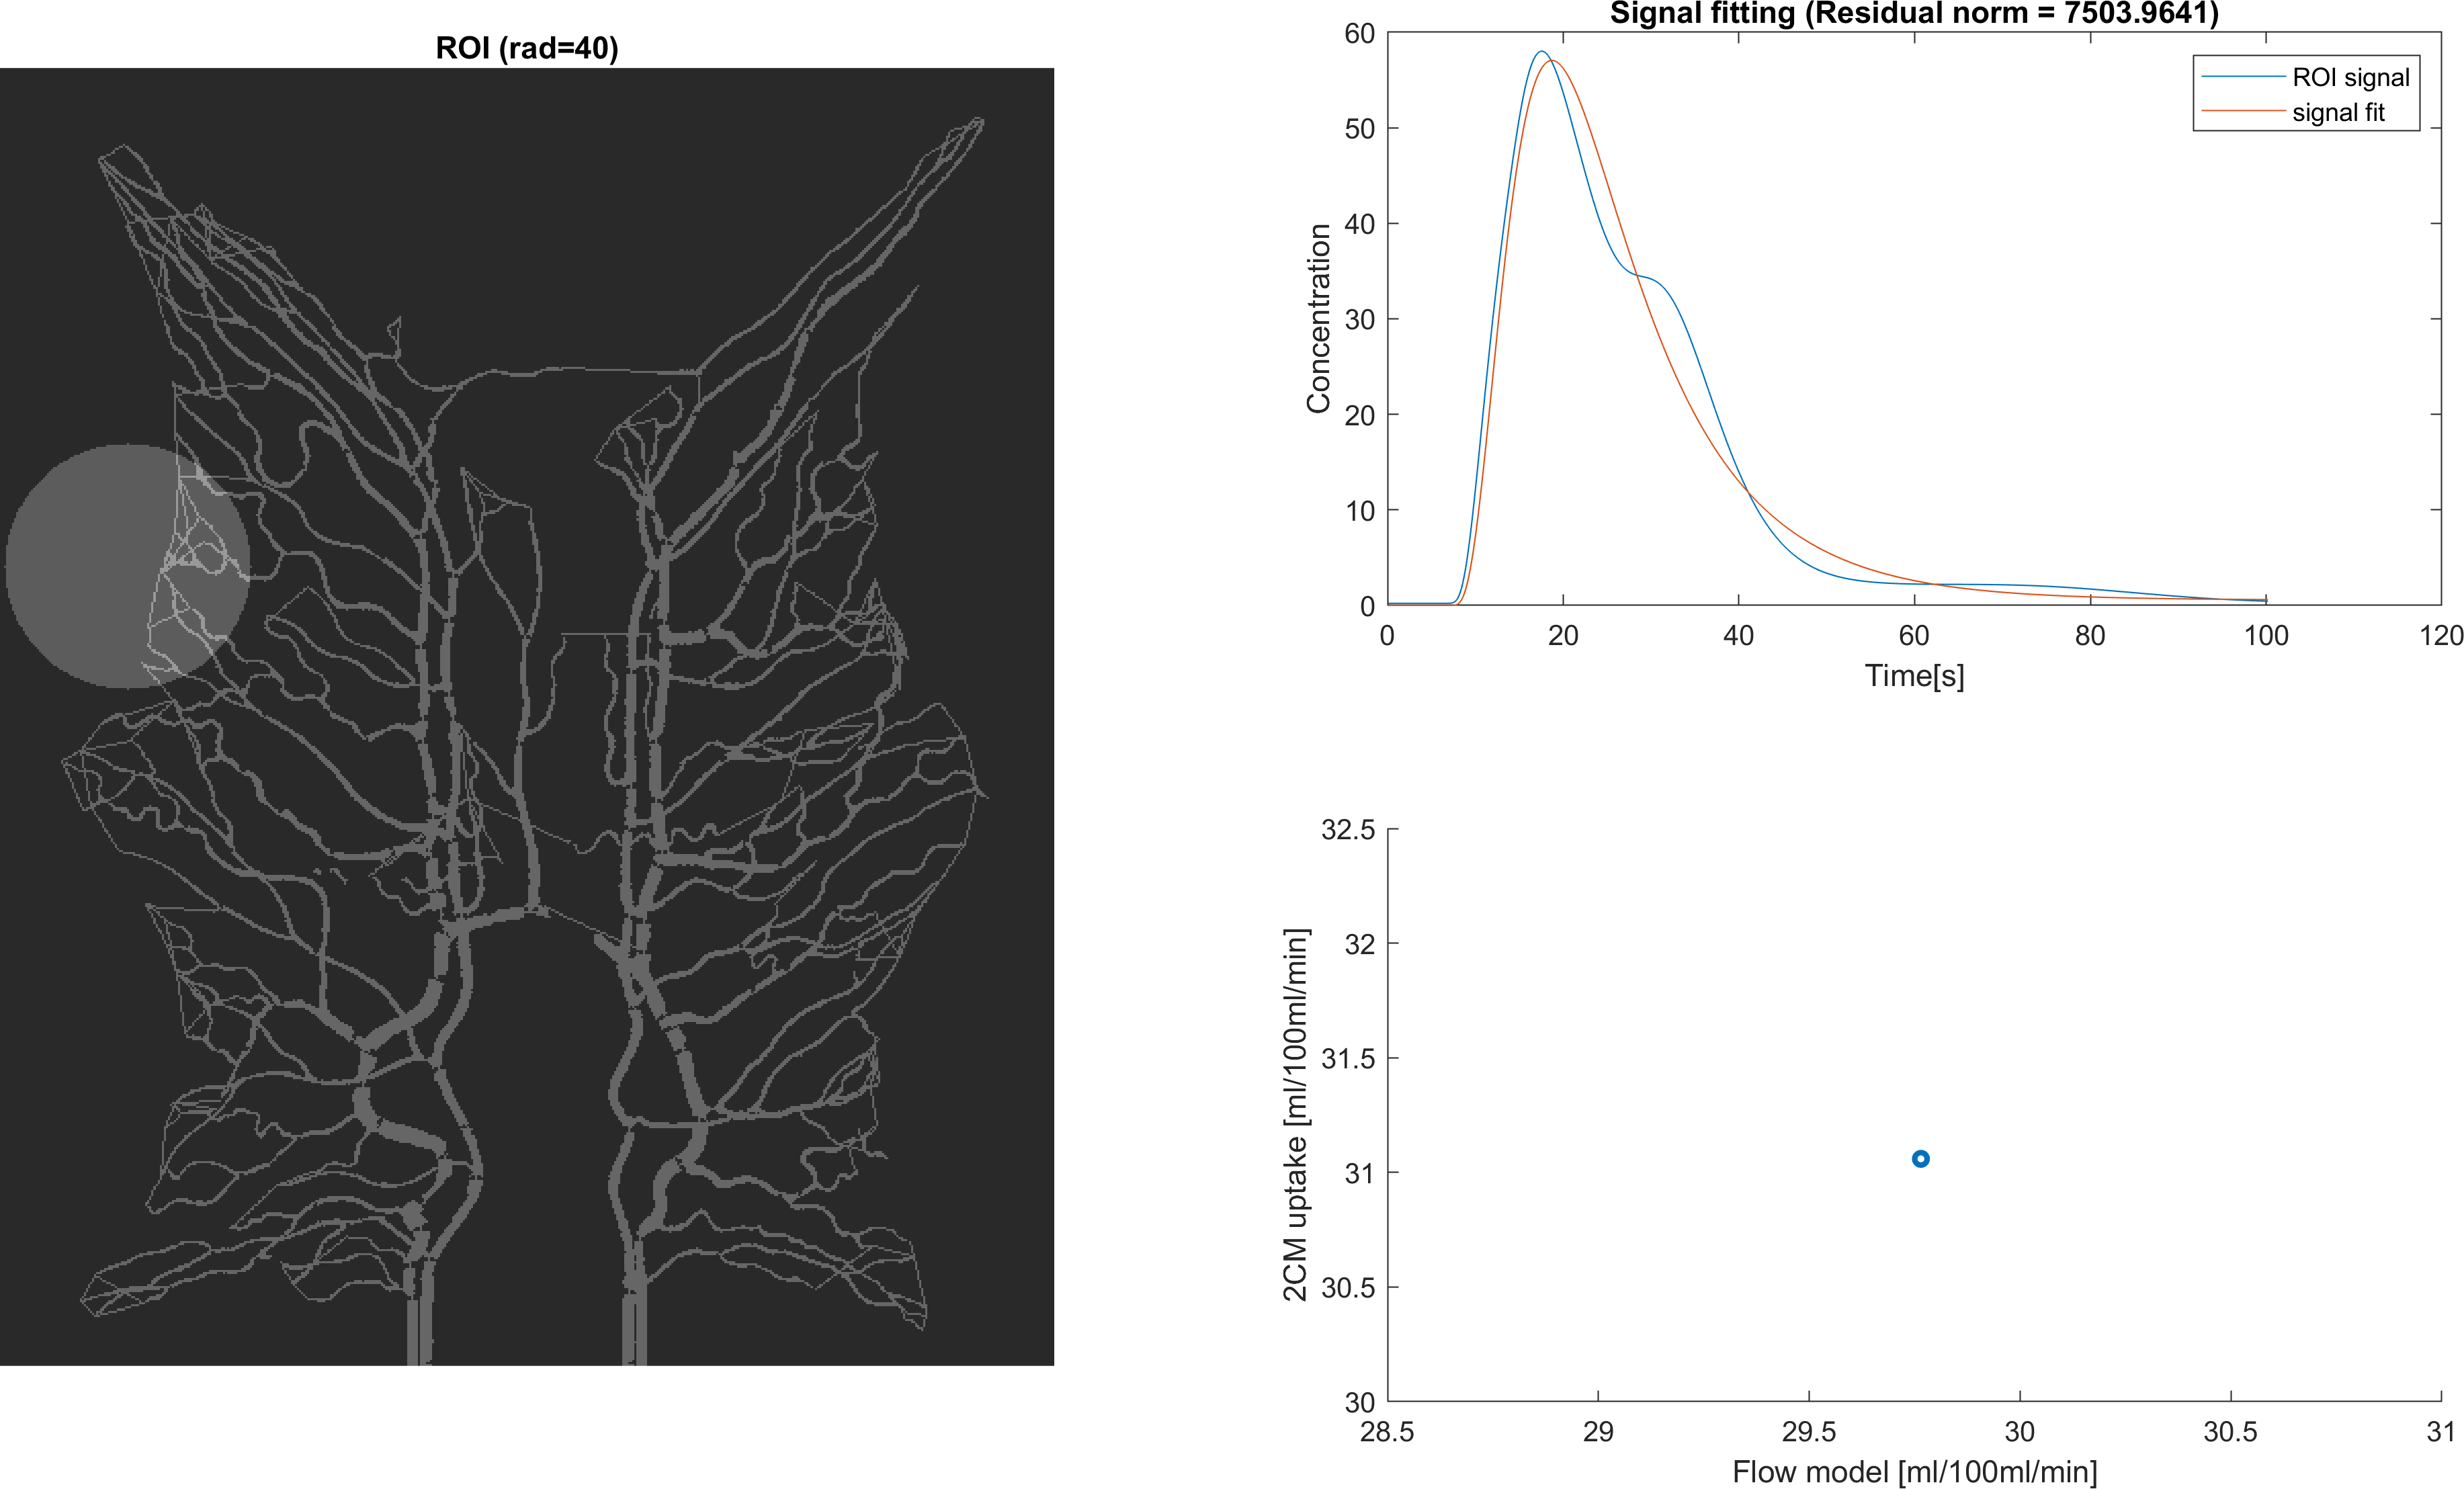 ROI (rad=40)
Signal fitting (Residual norm = 7503.9641)
60
50
40
30
20
10
0
Concentration
ROI signal
signal fit
0 20 40 60 80 100 120
Time[s]
32.5
32
31.5
31
30.5
30
2CM uptake [ml/100ml/min]
28.5 29 29.5 30 30.5 31
Flow model [ml/100ml/min]